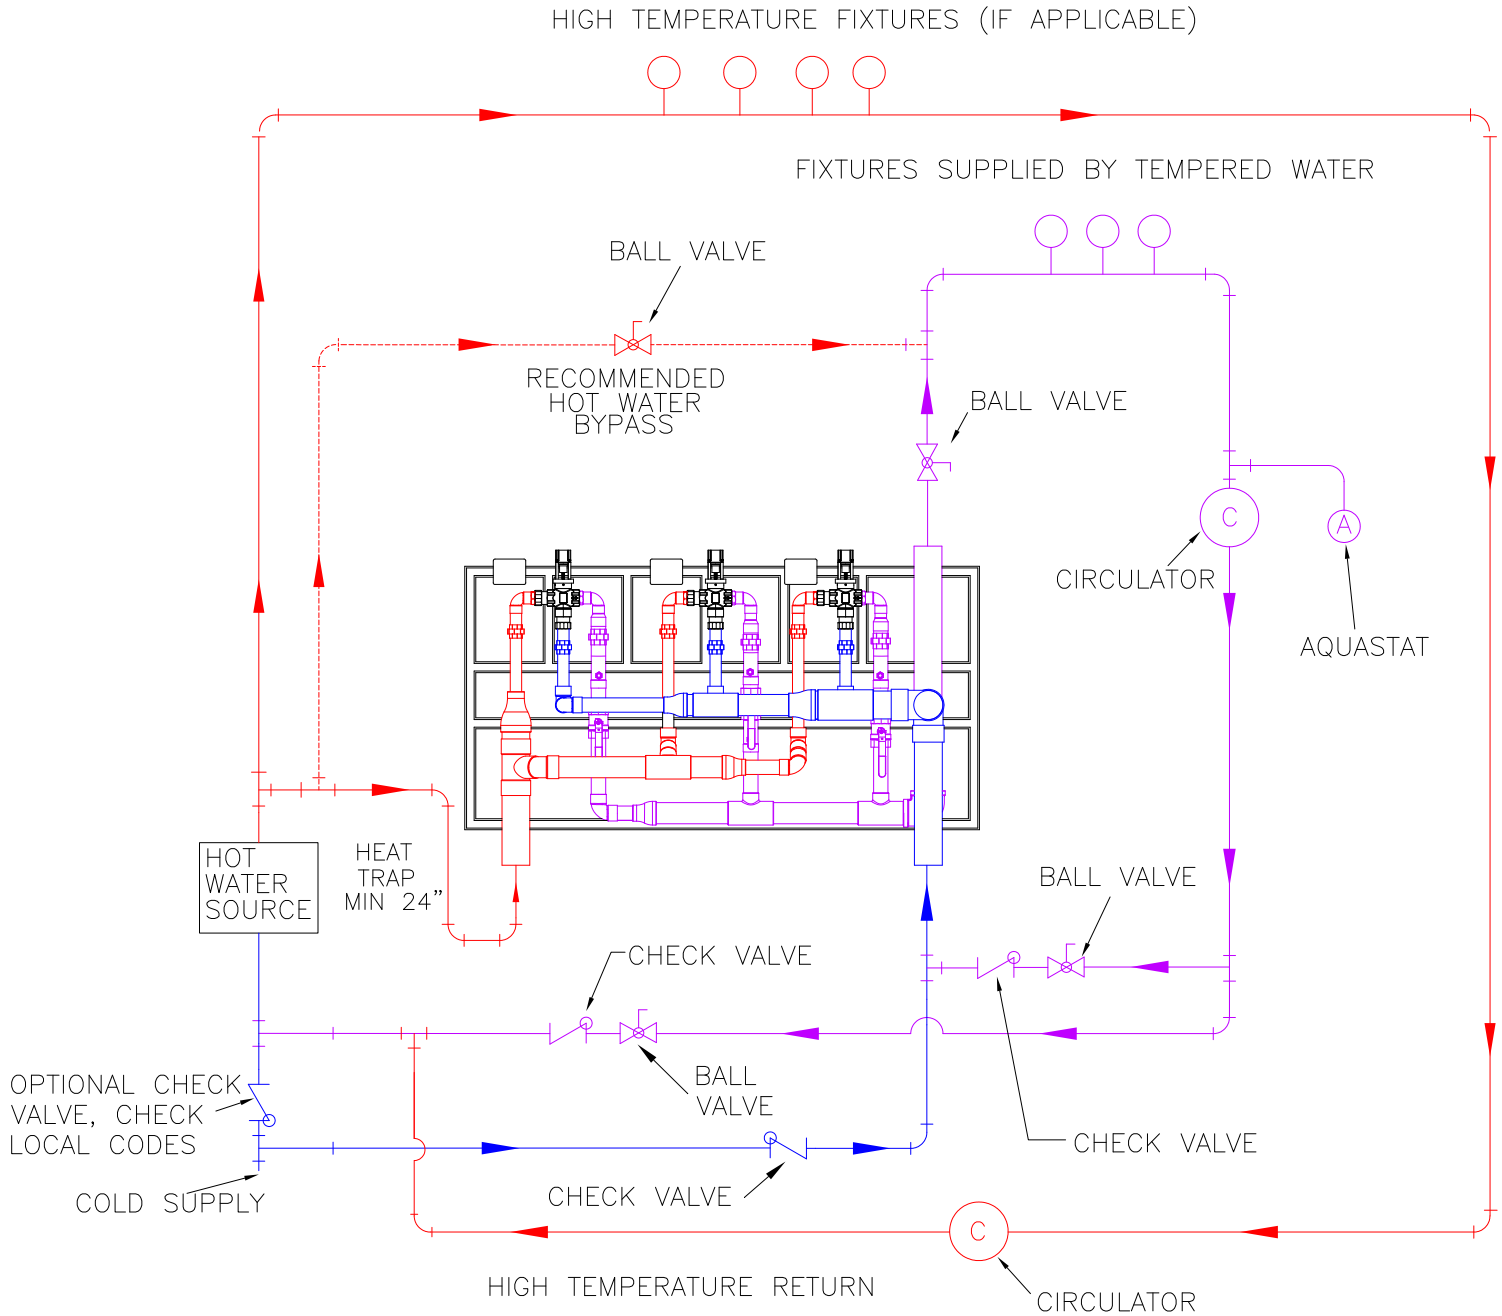 HIGH TEMPERATURE FIXTURES (IF APPLICABLE)
FIXTURES SUPPLIED BY TEMPERED WATER
BALL VALVE
RECOMMENDED
HOT WATER
BYPASS
BALL VALVE
C
A
CIRCULATOR
AQUASTAT
HOT
WATER
SOURCE
HEAT
TRAP
MIN 24”
BALL VALVE
CHECK VALVE
OPTIONAL CHECK
VALVE, CHECK
LOCAL CODES
BALL
VALVE
CHECK VALVE
COLD SUPPLY
CHECK VALVE
C
HIGH TEMPERATURE RETURN
CIRCULATOR